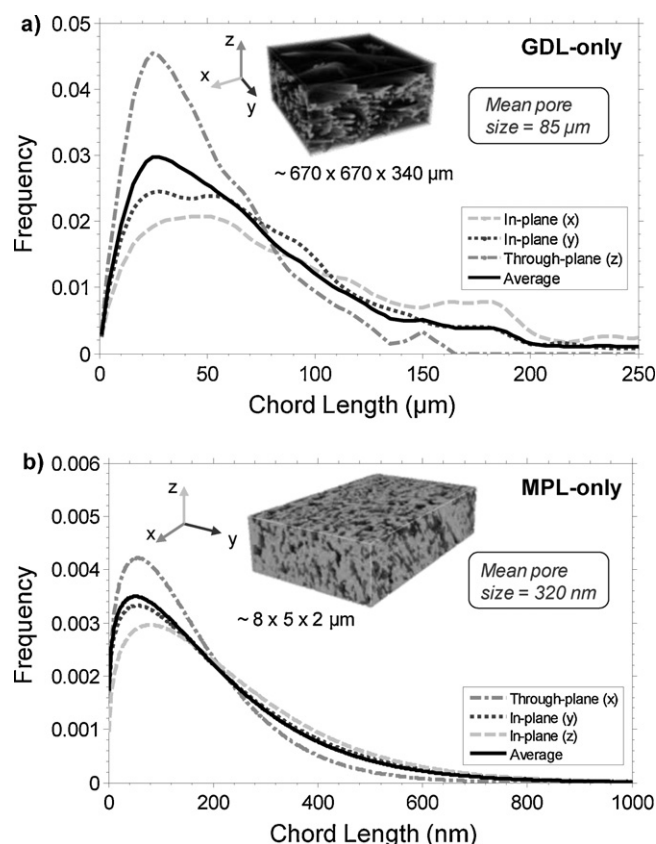 a)
GDL-only
z
x
y
Mean pore
size = 85 µm
~ 670 x 670 x 340 µm
In-plane (x)
In-plane (y)
Through-plane (z)
Average
Frequency
0.05
0.04
0.03
0.02
0.01
0
0 50 100 150 200 250
Chord Length (µm)
b)
MPL-only
z
x
y
Mean pore
size = 320 nm
~ 8 x 5 x 2 µm
Through-plane (x)
In-plane (y)
In-plane (z)
Average
Frequency
0.006
0.005
0.004
0.003
0.002
0.001
0
0 200 400 600 800 1000
Chord Length (nm)